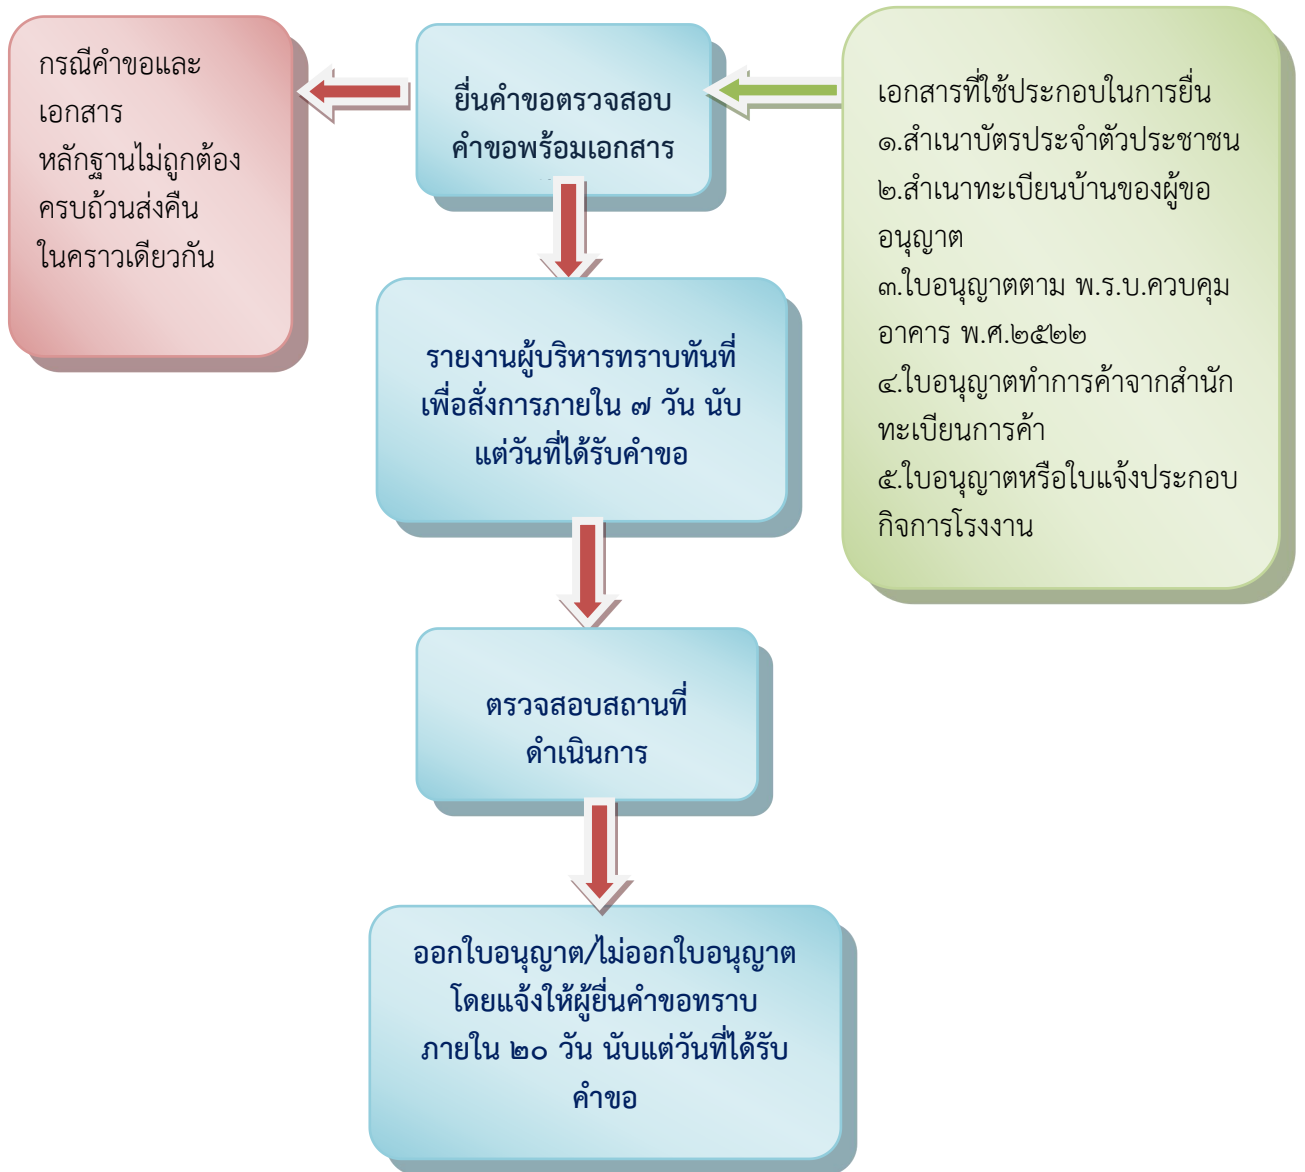 กรณีคำขอและ
เอกสาร
หลักฐานไม่ถูกต้อง
ครบถ้วนส่งคืน
ในคราวเดียวกัน
ยื่นคำขอตรวจสอบ
คำขอพร้อมเอกสาร
เอกสารที่ใช้ประกอบในการยื่น
๑.สำเนาบัตรประจำตัวประชาชน
๒.สำเนาทะเบียนบ้านของผู้ขอ
อนุญาต
๓.ใบอนุญาตตาม พ.ร.บ.ควบคุม
อาคาร พ.ศ.๒๕๒๒
๔.ใบอนุญาตทำการค้าจากสำนัก
ทะเบียนการค้า
๕.ใบอนุญาตหรือใบแจ้งประกอบ
กิจการโรงงาน
รายงานผู้บริหารทราบทันที่
เพื่อสั่งการภายใน ๗ วัน นับ
แต่วันที่ได้รับคำขอ
ตรวจสอบสถานที่
ดำเนินการ
ออกใบอนุญาต/ไม่ออกใบอนุญาต
โดยแจ้งให้ผู้ยื่นคำขอทราบ
ภายใน ๒๐ วัน นับแต่วันที่ได้รับ
คำขอ